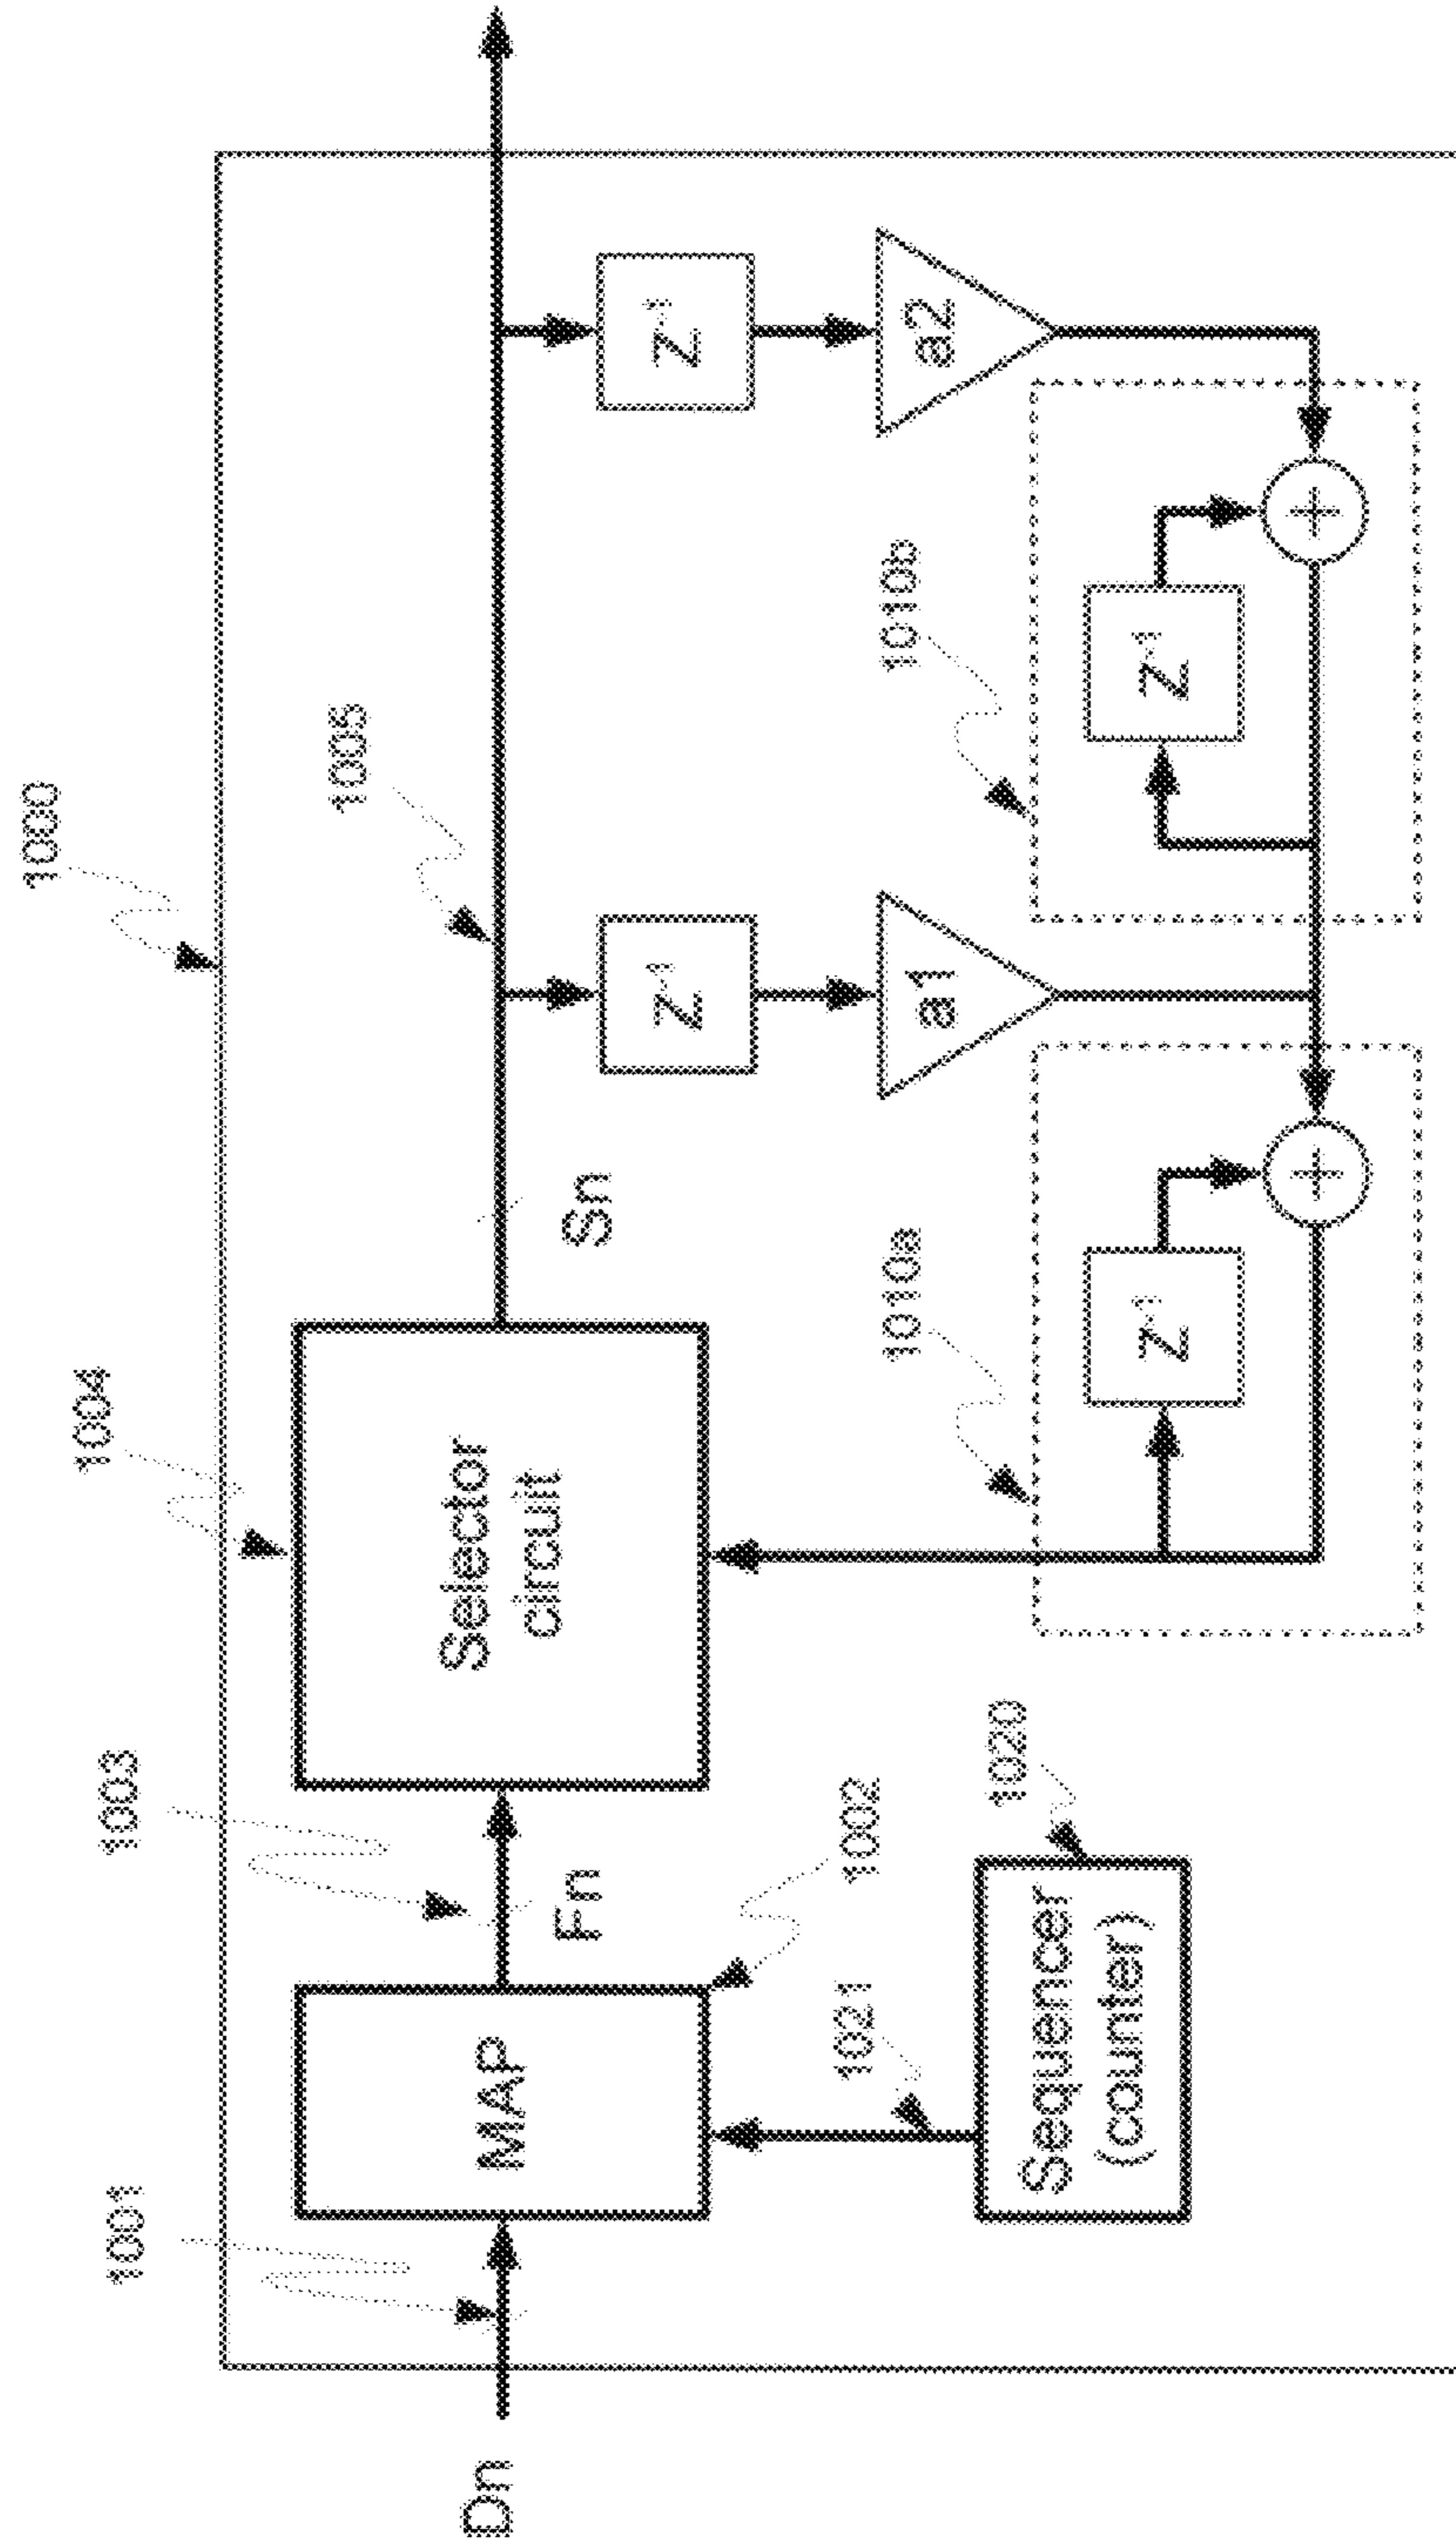 1000
1005
1004
1003
1001
Dn
MAP
Fn
Selector
circuit
Sn
1002
1021
1020
Sequencer
(counter)
Z-1
Z-1
a1
a2
1010a
1010b
Z-1
+
Z-1
+